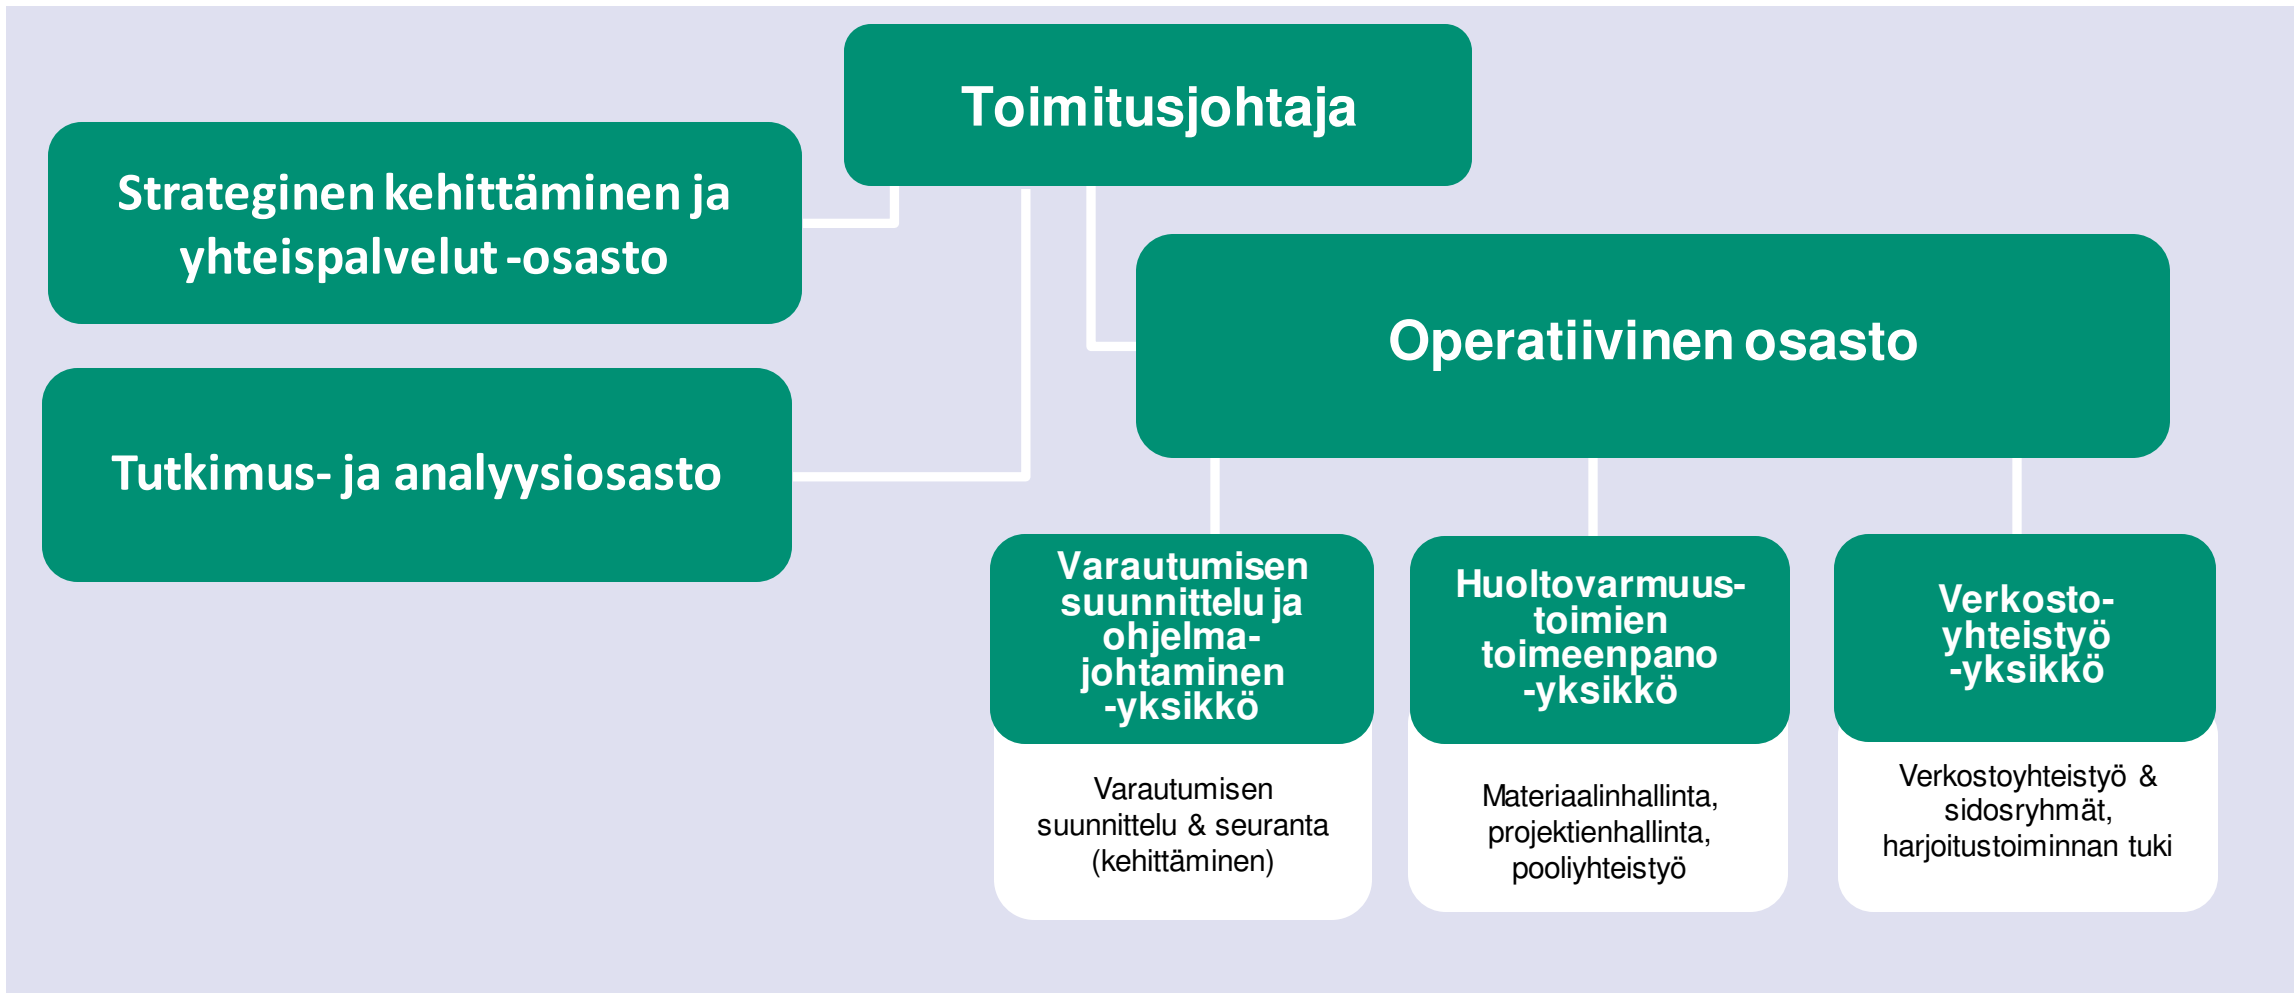 Toimitusjohtaja
Strateginen kehittäminen ja
yhteispalvelut -osasto
Operatiivinen osasto
Tutkimus- ja analyysiosasto
Varautumisen
suunnittelu ja
ohjelma-
johtaminen
-yksikkö
Varautumisen
suunnittelu & seuranta
(kehittäminen)
Huoltovarmuus-
toimien
toimeenpano
-yksikkö
Materiaalinhallinta,
projektienhallinta,
pooliyhteistyö
Verkosto-
yhteistyö
-yksikkö
Verkostoyhteistyö &
sidosryhmät,
harjoitustoiminnan tuki